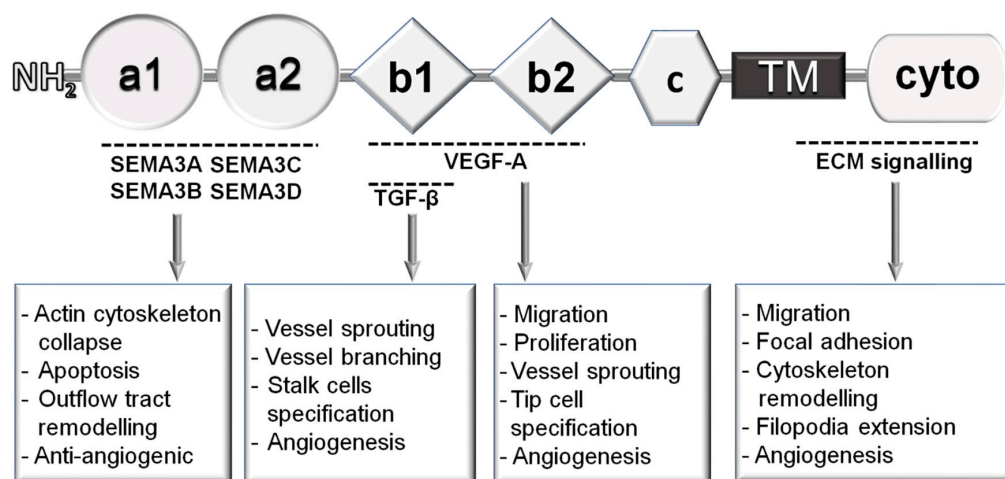 NH₂ a1 a2 b1 b2 c TM cyto
SEMA3A SEMA3C
SEMA3B SEMA3D
VEGF-A
TGF-β
ECM signalling
- Actin cytoskeleton
collapse
- Apoptosis
- Outflow tract
remodelling
- Anti-angiogenic
- Vessel sprouting
- Vessel branching
- Stalk cells
specification
- Angiogenesis
- Migration
- Proliferation
- Vessel sprouting
- Tip cell
specification
- Angiogenesis
- Migration
- Focal adhesion
- Cytoskeleton
remodelling
- Filopodia extension
- Angiogenesis